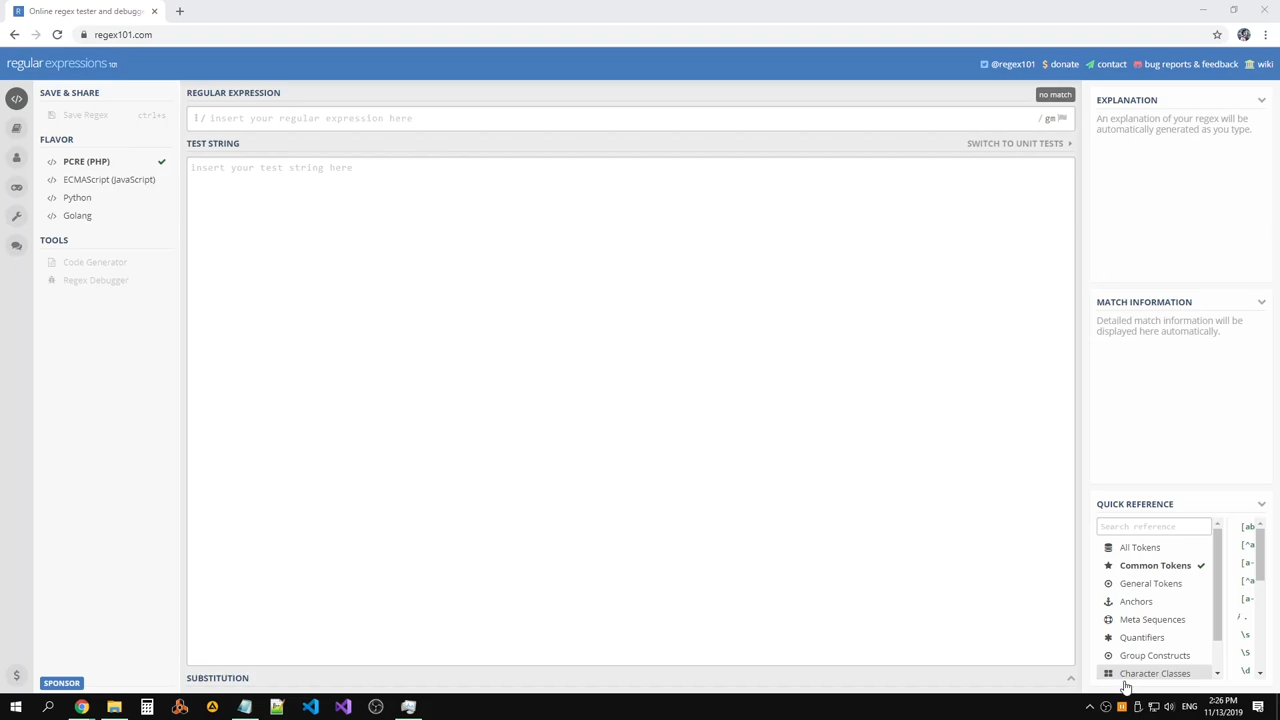 Online regex tester and debugge
regex101.com
regular expressions 101
@regex101
donate
contact
bug reports & feedback
wiki
SAVE & SHARE
Save Regex ctrl+s
FLAVOR
PCRE (PHP)
ECMAScript (JavaScript)
Python
Golang
TOOLS
Code Generator
Regex Debugger
SPONSOR
REGULAR EXPRESSION
no match
/ insert your regular expression here / gm
TEST STRING
SWITCH TO UNIT TESTS
insert your test string here
SUBSTITUTION
EXPLANATION
An explanation of your regex will be
automatically generated as you type.
MATCH INFORMATION
Detailed match information will be
displayed here automatically.
QUICK REFERENCE
Search reference
All Tokens
Common Tokens
General Tokens
Anchors
Meta Sequences
Quantifiers
Group Constructs
Character Classes
[ab
[^a
[a-
[^a
[a-
/ .
\s
\S
\d
ENG
2:26 PM
11/13/2019